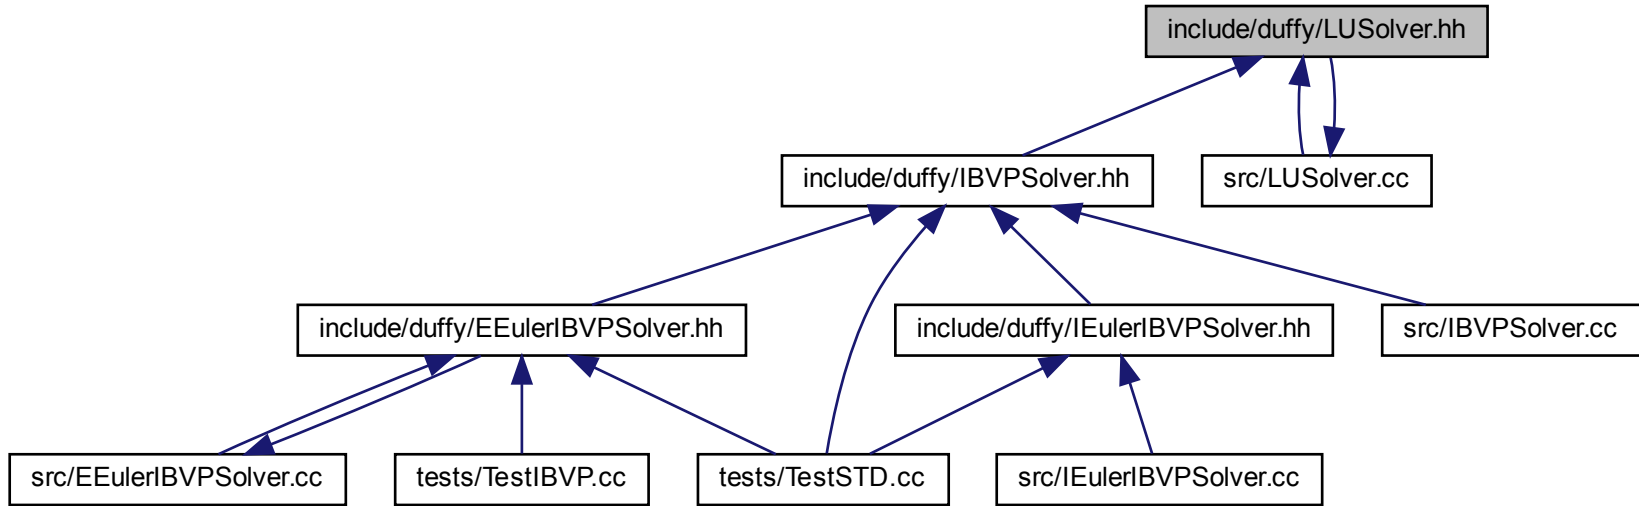 include/duffy/LUSolver.hh
include/duffy/IBVPSolver.hh
src/LUSolver.cc
include/duffy/EEulerIBVPSolver.hh
include/duffy/IEulerIBVPSolver.hh
src/IBVPSolver.cc
src/EEulerIBVPSolver.cc
tests/TestIBVP.cc
tests/TestSTD.cc
src/IEulerIBVPSolver.cc